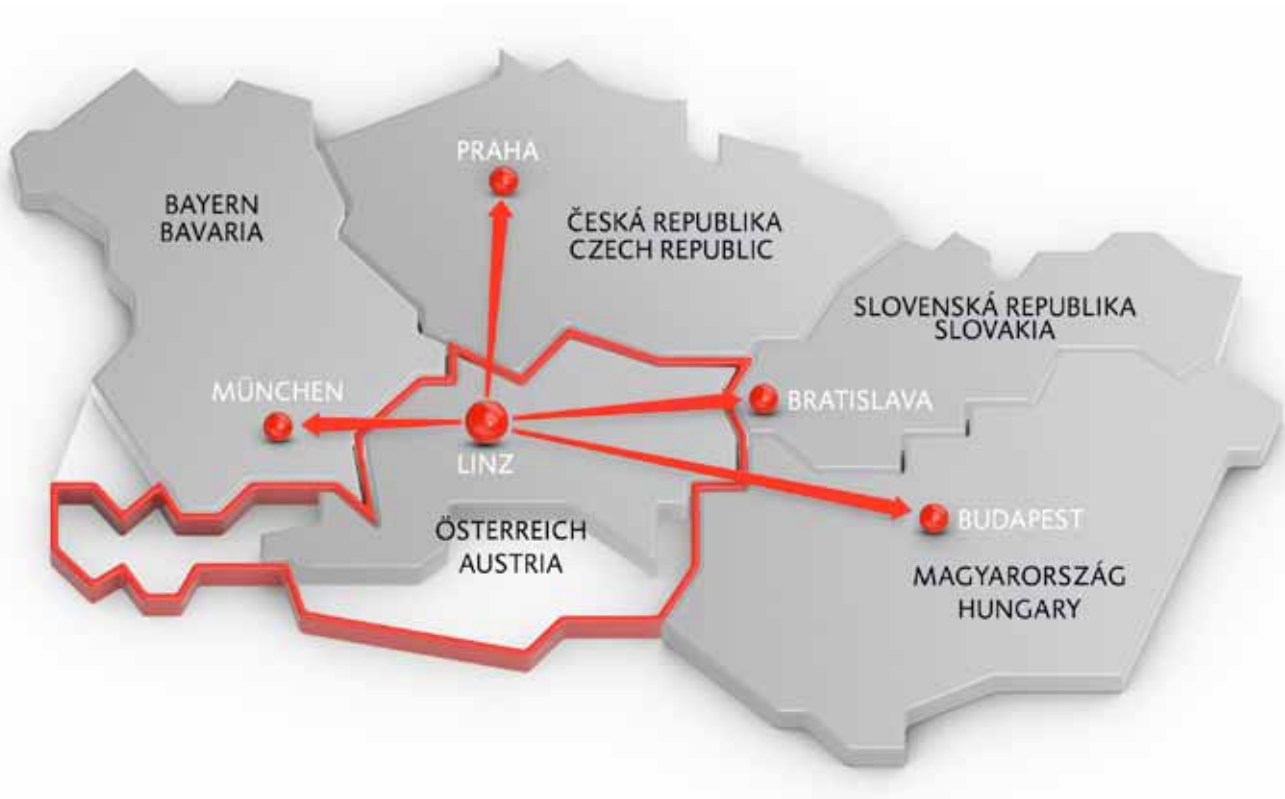 PRAHA
BAYERN
BAVARIA
ČESKÁ REPUBLIKA
CZECH REPUBLIC
SLOVENSKÁ REPUBLIKA
SLOVAKIA
MÜNCHEN
BRATISLAVA
LINZ
ÖSTERREICH
AUSTRIA
BUDAPEST
MAGYARORSZÁG
HUNGARY